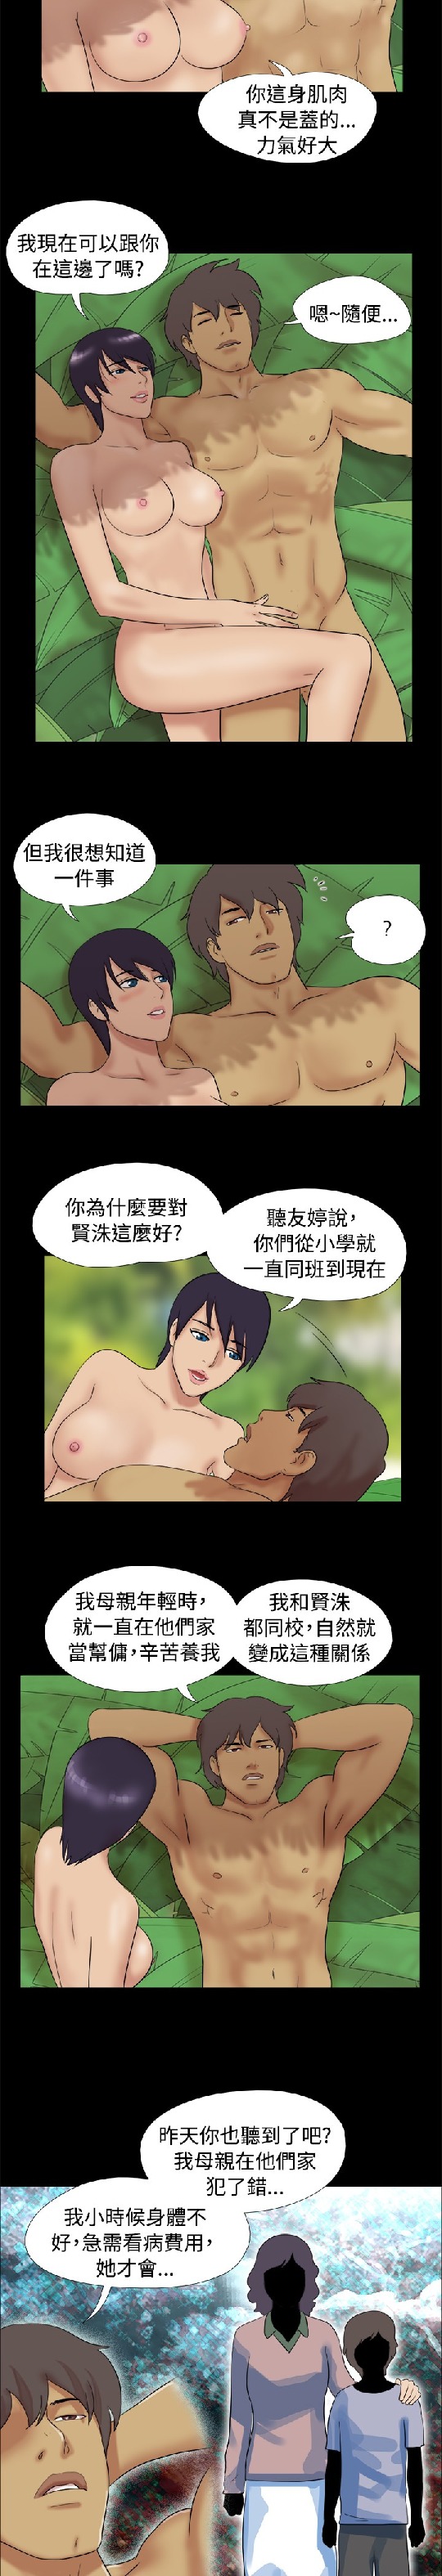 你這身肌肉
真不是蓋的...
力氣好大
我現在可以跟你
在這邊了嗎?
嗯~隨便...
但我很想知道
一件事
?
你為什麼要對
賢洙這麼好?
聽友婷說,
你們從小學就
一直同班到現在
我母親年輕時,
就一直在他們家
當幫傭,辛苦養我
我和賢洙
都同校,自然就
變成這種關係
昨天你也聽到了吧?
我母親在他們家
犯了錯...
我小時候身體不
好,急需看病費用,
她才會...